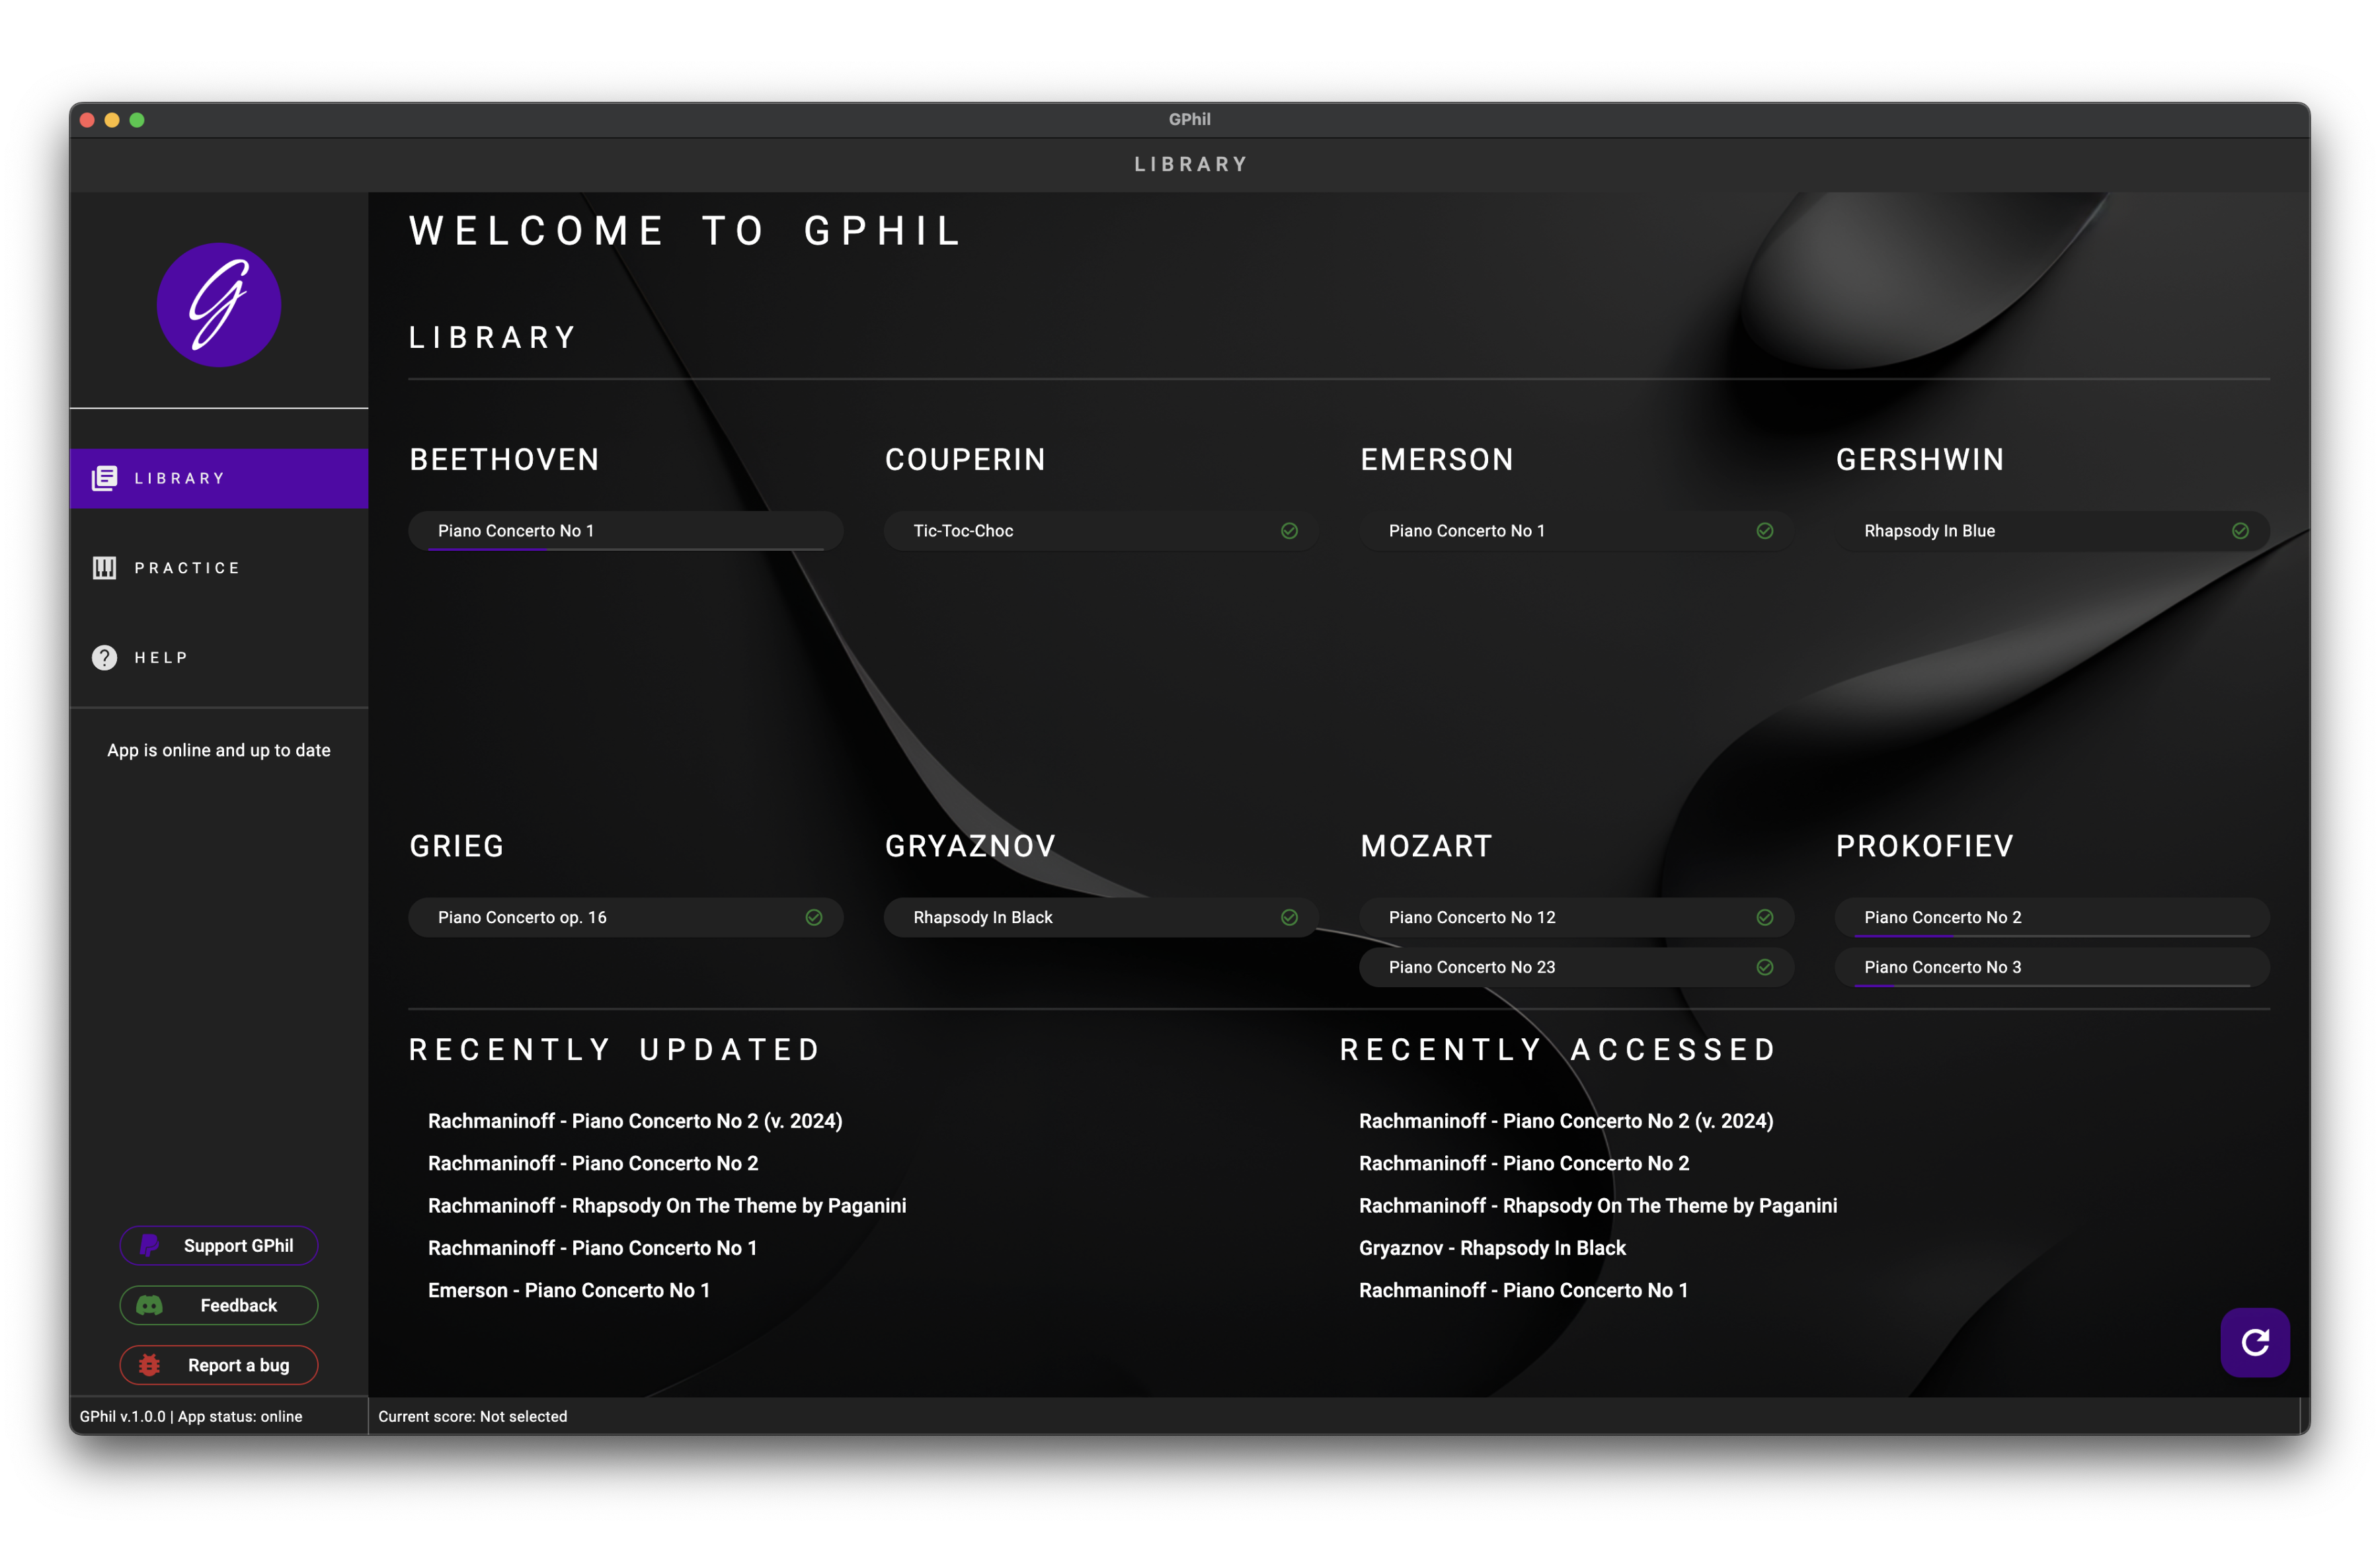 GPhil
LIBRARY
G
LIBRARY
PRACTICE
HELP
App is online and up to date
Support GPhil
Feedback
Report a bug
WELCOME TO GPHIL
LIBRARY
BEETHOVEN
Piano Concerto No 1
COUPERIN
Tic-Toc-Choc
EMERSON
Piano Concerto No 1
GERSHWIN
Rhapsody In Blue
GRIEG
Piano Concerto op. 16
GRYAZNOV
Rhapsody In Black
MOZART
Piano Concerto No 12
Piano Concerto No 23
PROKOFIEV
Piano Concerto No 2
Piano Concerto No 3
RECENTLY UPDATED
Rachmaninoff - Piano Concerto No 2 (v. 2024)
Rachmaninoff - Piano Concerto No 2
Rachmaninoff - Rhapsody On The Theme by Paganini
Rachmaninoff - Piano Concerto No 1
Emerson - Piano Concerto No 1
RECENTLY ACCESSED
Rachmaninoff - Piano Concerto No 2 (v. 2024)
Rachmaninoff - Piano Concerto No 2
Rachmaninoff - Rhapsody On The Theme by Paganini
Gryaznov - Rhapsody In Black
Rachmaninoff - Piano Concerto No 1
GPhil v.1.0.0 | App status: online
Current score: Not selected